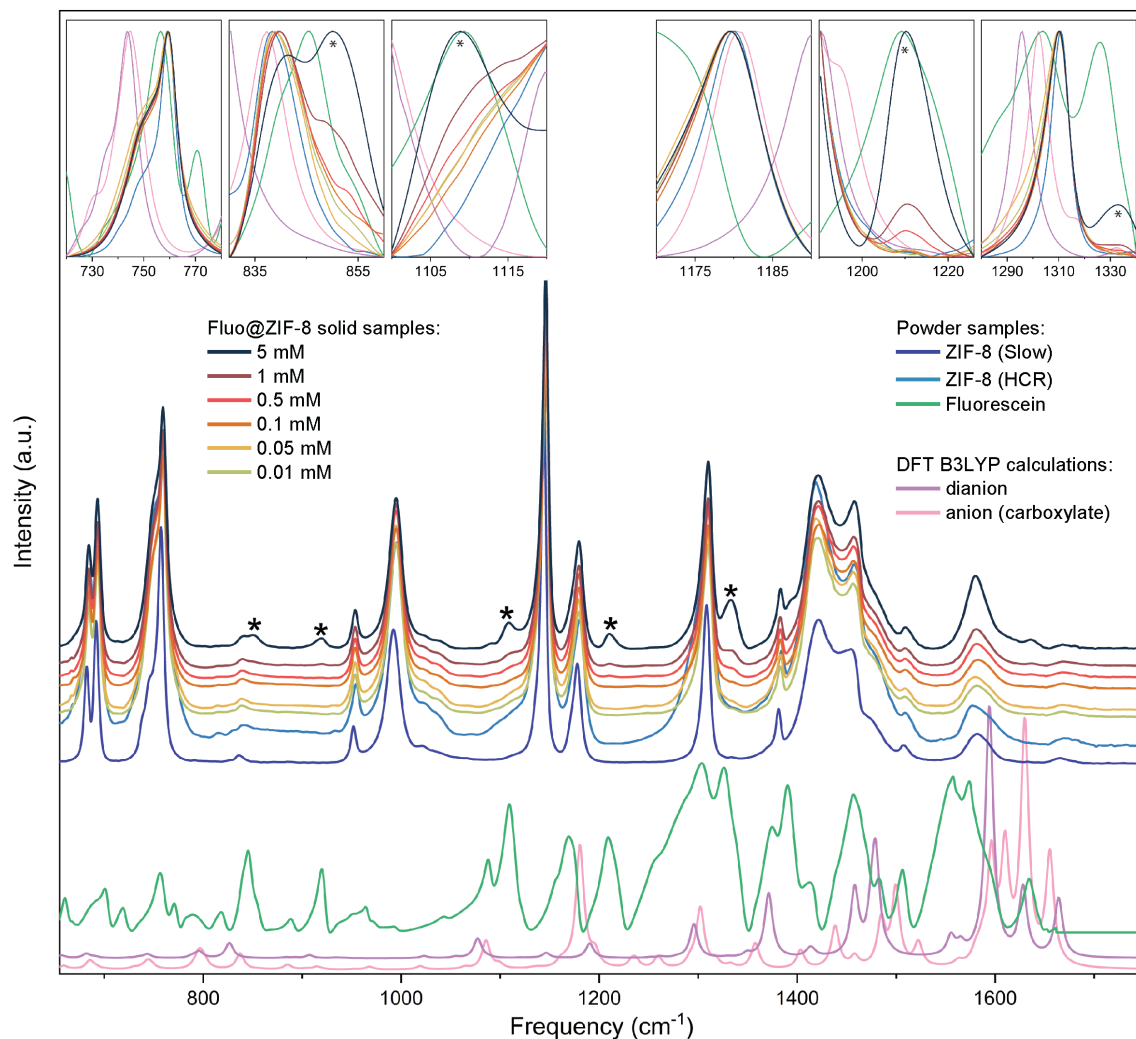 * * * *
730 750 770 835 855 1105 1115 1175 1185 1200 1220 1290 1310 1330
Fluo@ZIF-8 solid samples:
5 mM
1 mM
0.5 mM
0.1 mM
0.05 mM
0.01 mM
Powder samples:
ZIF-8 (Slow)
ZIF-8 (HCR)
Fluorescein
DFT B3LYP calculations:
dianion
anion (carboxylate)
* * * * *
Intensity (a.u.)
800 1000 1200 1400 1600
Frequency (cm⁻¹)